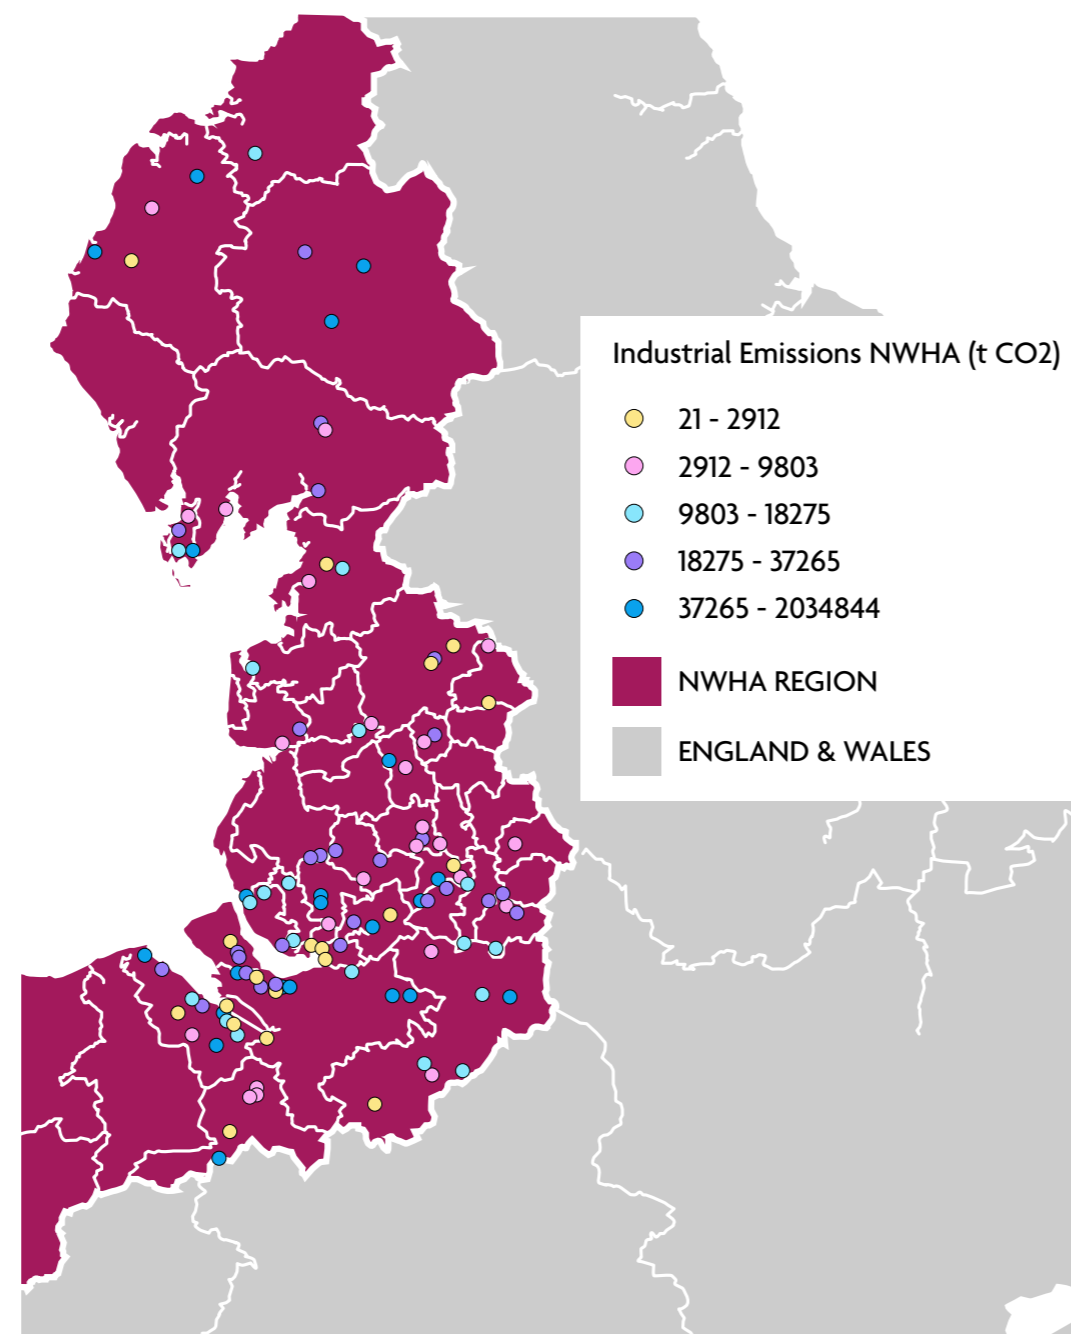 Industrial Emissions NWHA (t CO2)
21 - 2912
2912 - 9803
9803 - 18275
18275 - 37265
37265 - 2034844
NWHA REGION
ENGLAND & WALES